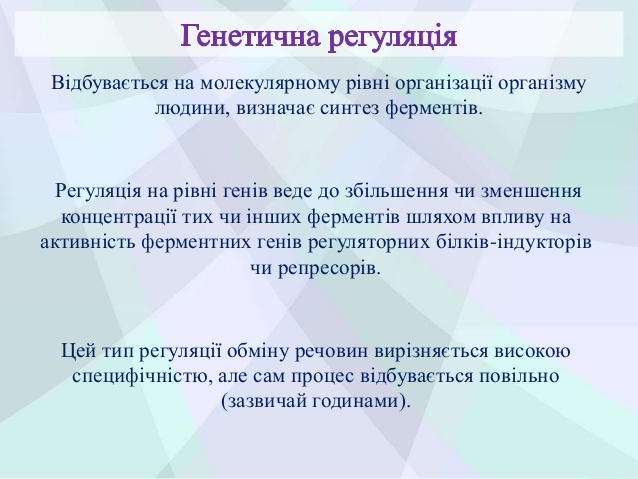 Генетична регуляція
Відбувається на молекулярному рівні організації організму
людини, визначає синтез ферментів.
Регуляція на рівні генів веде до збільшення чи зменшення
концентрації тих чи інших ферментів шляхом впливу на
активність ферментних генів регуляторних білків-індукторів
чи репресорів.
Цей тип регуляції обміну речовин вирізняється високою
специфічністю, але сам процес відбувається повільно
(зазвичай годинами).